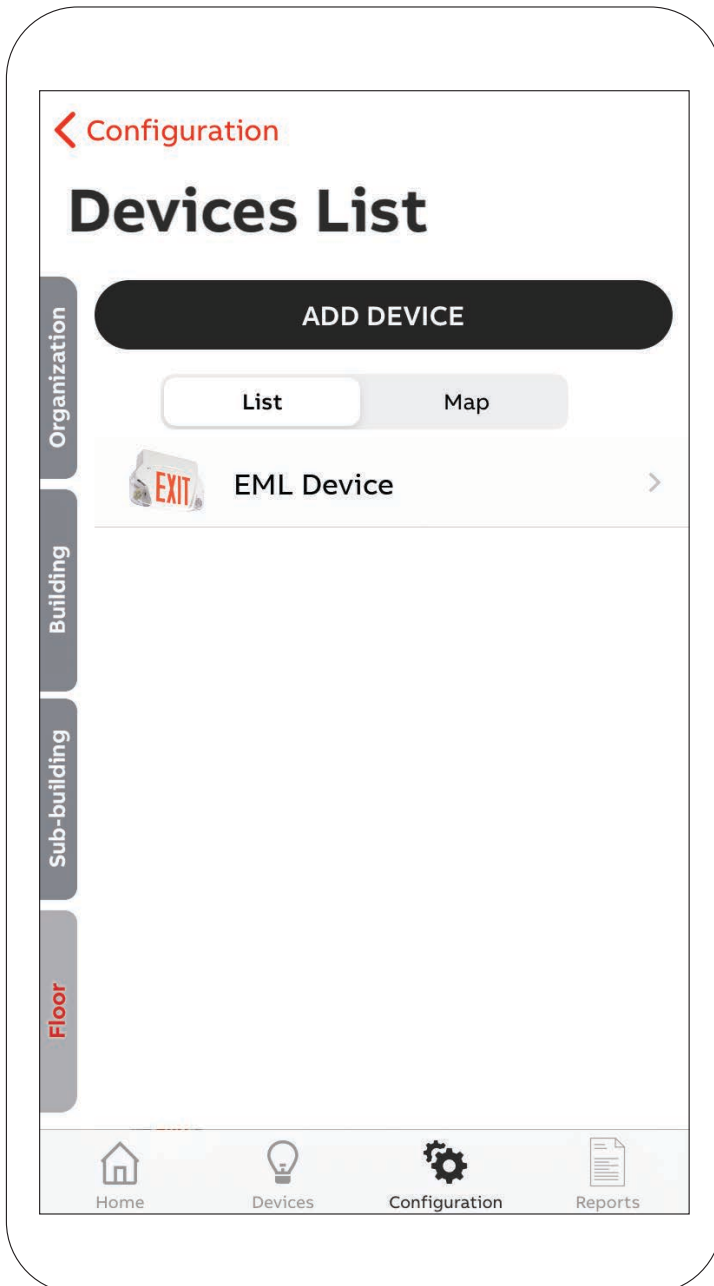 Configuration
Devices List
Organization
Building
Sub-building
Floor
ADD DEVICE
List Map
EXIT
EML Device
Home Devices Configuration Reports